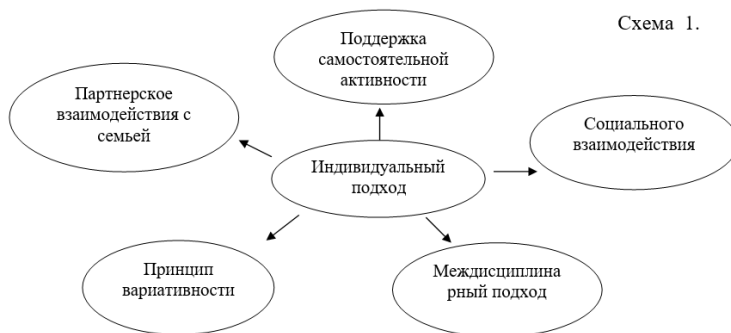 Схема 1.
Поддержка
самостоятельной
активности
Партнерское
взаимодействия с
семьей
Социального
взаимодействия
Индивидуальный
подход
Принцип
вариативности
Междисциплина
рный подход